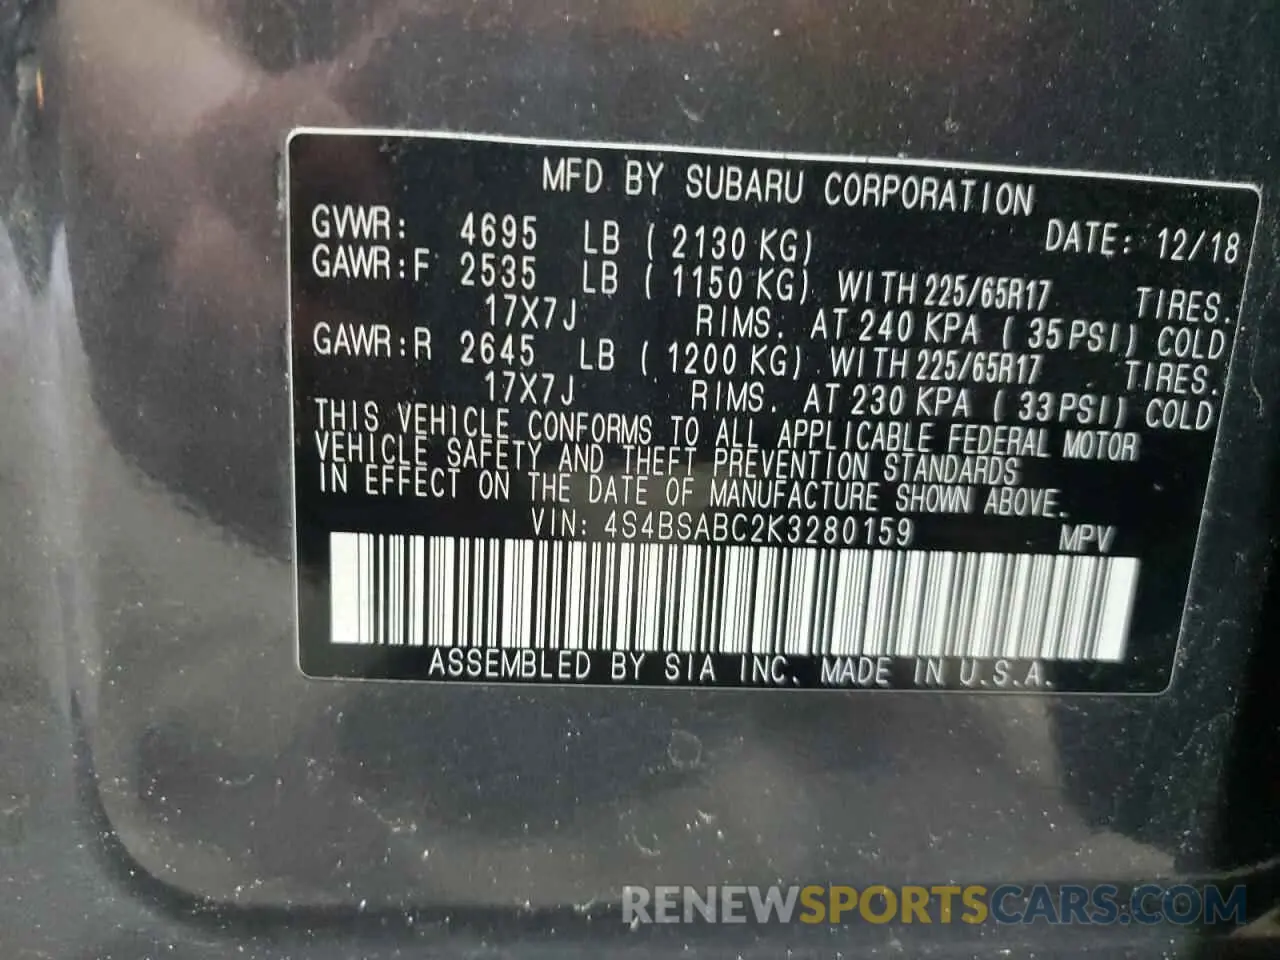 MFD BY SUBARU CORPORATION
GVWR: 4695 LB (2130 KG) DATE: 12/18
GAWR:F 2535 LB (1150 KG) WITH 225/65R17 TIRES.
17X7J RIMS. AT 240 KPA (35PSI) COLD
GAWR:R 2645 LB (1200 KG) WITH 225/65R17 TIRES.
17X7J RIMS. AT 230 KPA (33PSI) COLD
THIS VEHICLE CONFORMS TO ALL APPLICABLE FEDERAL MOTOR
VEHICLE SAFETY AND THEFT PREVENTION STANDARDS
IN EFFECT ON THE DATE OF MANUFACTURE SHOWN ABOVE.
VIN: 4S4BSABC2K3280159 MPV
ASSEMBLED BY SIA INC. MADE IN U.S.A.
RENEWSPORTSCARS.COM